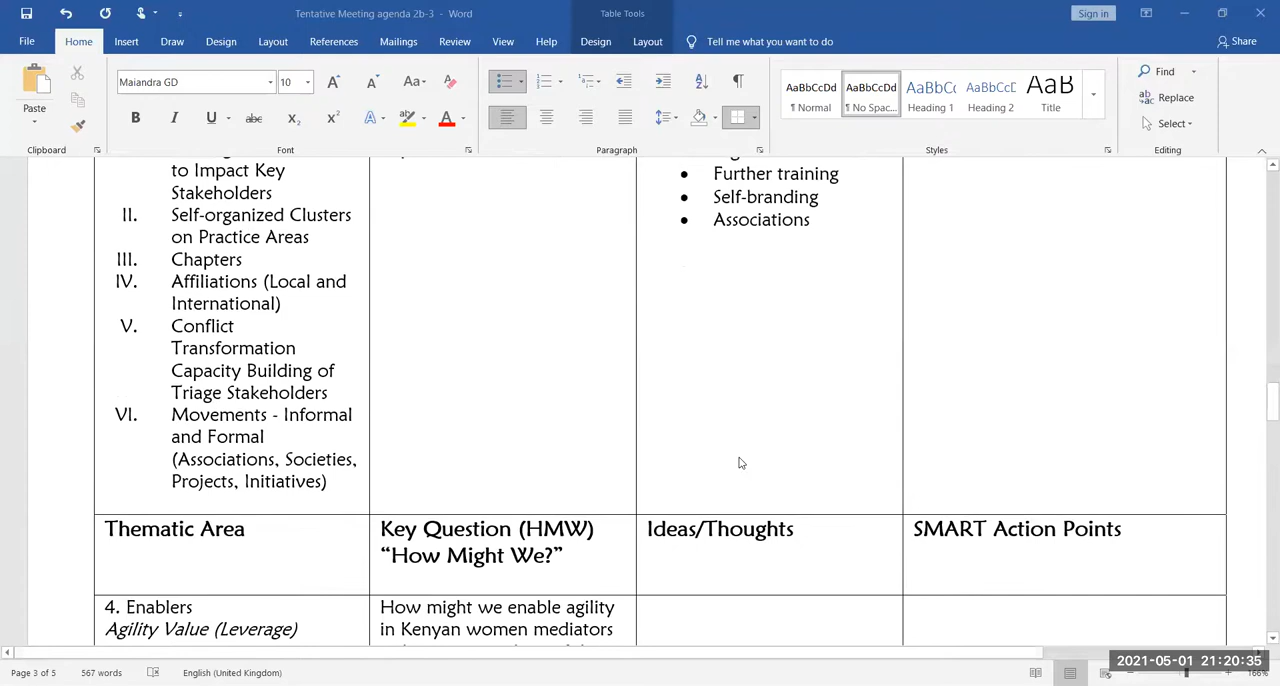 Tentative Meeting agenda 2b-3 - Word
Table Tools
Sign in
File
Home
Insert
Draw
Design
Layout
References
Mailings
Review
View
Help
Design
Layout
Tell me what you want to do
Share
Paste
Clipboard
Maiandra GD
10
Font
Paragraph
AaBbCcDd
¶ Normal
AaBbCcDd
¶ No Spac...
AaBbCc
Heading 1
AaBbCcD
Heading 2
AaB
Title
Styles
Find
Replace
Select
Editing
to Impact Key
Stakeholders
II. Self-organized Clusters
on Practice Areas
III. Chapters
IV. Affiliations (Local and
International)
V. Conflict
Transformation
Capacity Building of
Triage Stakeholders
VI. Movements - Informal
and Formal
(Associations, Societies,
Projects, Initiatives)
• Further training
• Self-branding
• Associations
Thematic Area
Key Question (HMW)
“How Might We?”
Ideas/Thoughts
SMART Action Points
4. Enablers
Agility Value (Leverage)
How might we enable agility
in Kenyan women mediators
Page 3 of 5
567 words
English (United Kingdom)
2021-05-01 21:20:35
166%